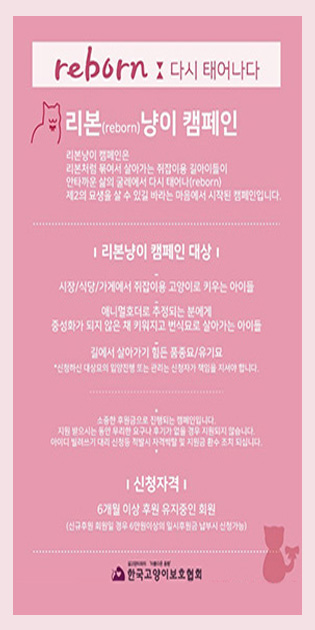 reborn : 다시 태어나다
리본(reborn)냥이 캠페인
리본냥이 캠페인은
리본처럼 묶어서 살아가는 쥐잡이용 길아이들이
안타까운 삶의 굴레에서 다시 태어나(reborn)
제2의 묘생을 살 수 있길 바라는 마음에서 시작된 캠페인입니다.
ı 리본냥이 캠페인 대상 ı
시장/식당/가게에서 쥐잡이용 고양이로 키우는 아이들
애니멀호더로 추정되는 분에게
중성화가 되지 않은 채 키워지고 번식묘로 살아가는 아이들
길에서 살아가기 힘든 품종묘/유기묘
*신청하신 대상묘의 입양진행 또는 관리는 신청자가 책임을 지셔야 합니다.
소중한 후원금으로 진행되는 캠페인입니다.
지원 받으시는 동안 무리한 요구나 후기가 없을 경우 지원되지 않습니다.
아이디 빌려쓰기 대리 신청등 적발시 자격박탈 및 지원금 환수 조치 되십니다.
ı 신청자격 ı
6개월 이상 후원 유지중인 회원
(신규후원 회원일 경우 6만원이상의 일시후원금 납부시 신청가능)
한국고양이보호협회